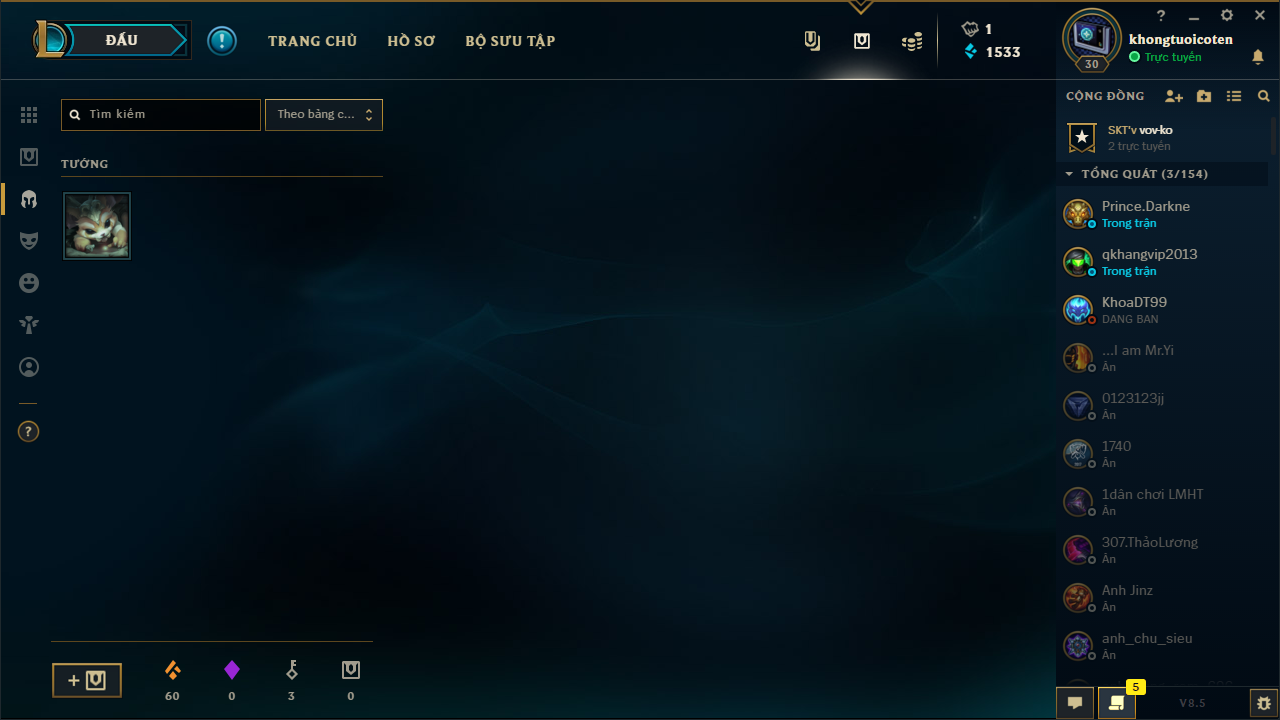 ĐẤU
TRANG CHỦ
HỒ SƠ
BỘ SƯU TẬP
1
1533
30
khongtuoicoten
Trực tuyến
Tìm kiếm
Theo bảng c...
TƯỚNG
CỘNG ĐỒNG
SKT'v vov-ko
2 trực tuyến
TỔNG QUÁT (3/154)
Prince.Darkne
Trong trận
qkhangvip2013
Trong trận
KhoaDT99
DANG BAN
...I am Mr.Yi
Ẩn
0123123jj
Ẩn
1740
Ẩn
1dân chơi LMHT
Ẩn
307.ThảoLương
Ẩn
Anh Jinz
Ẩn
anh_chu_sieu
Ẩn
60
0
3
0
5
V8.5